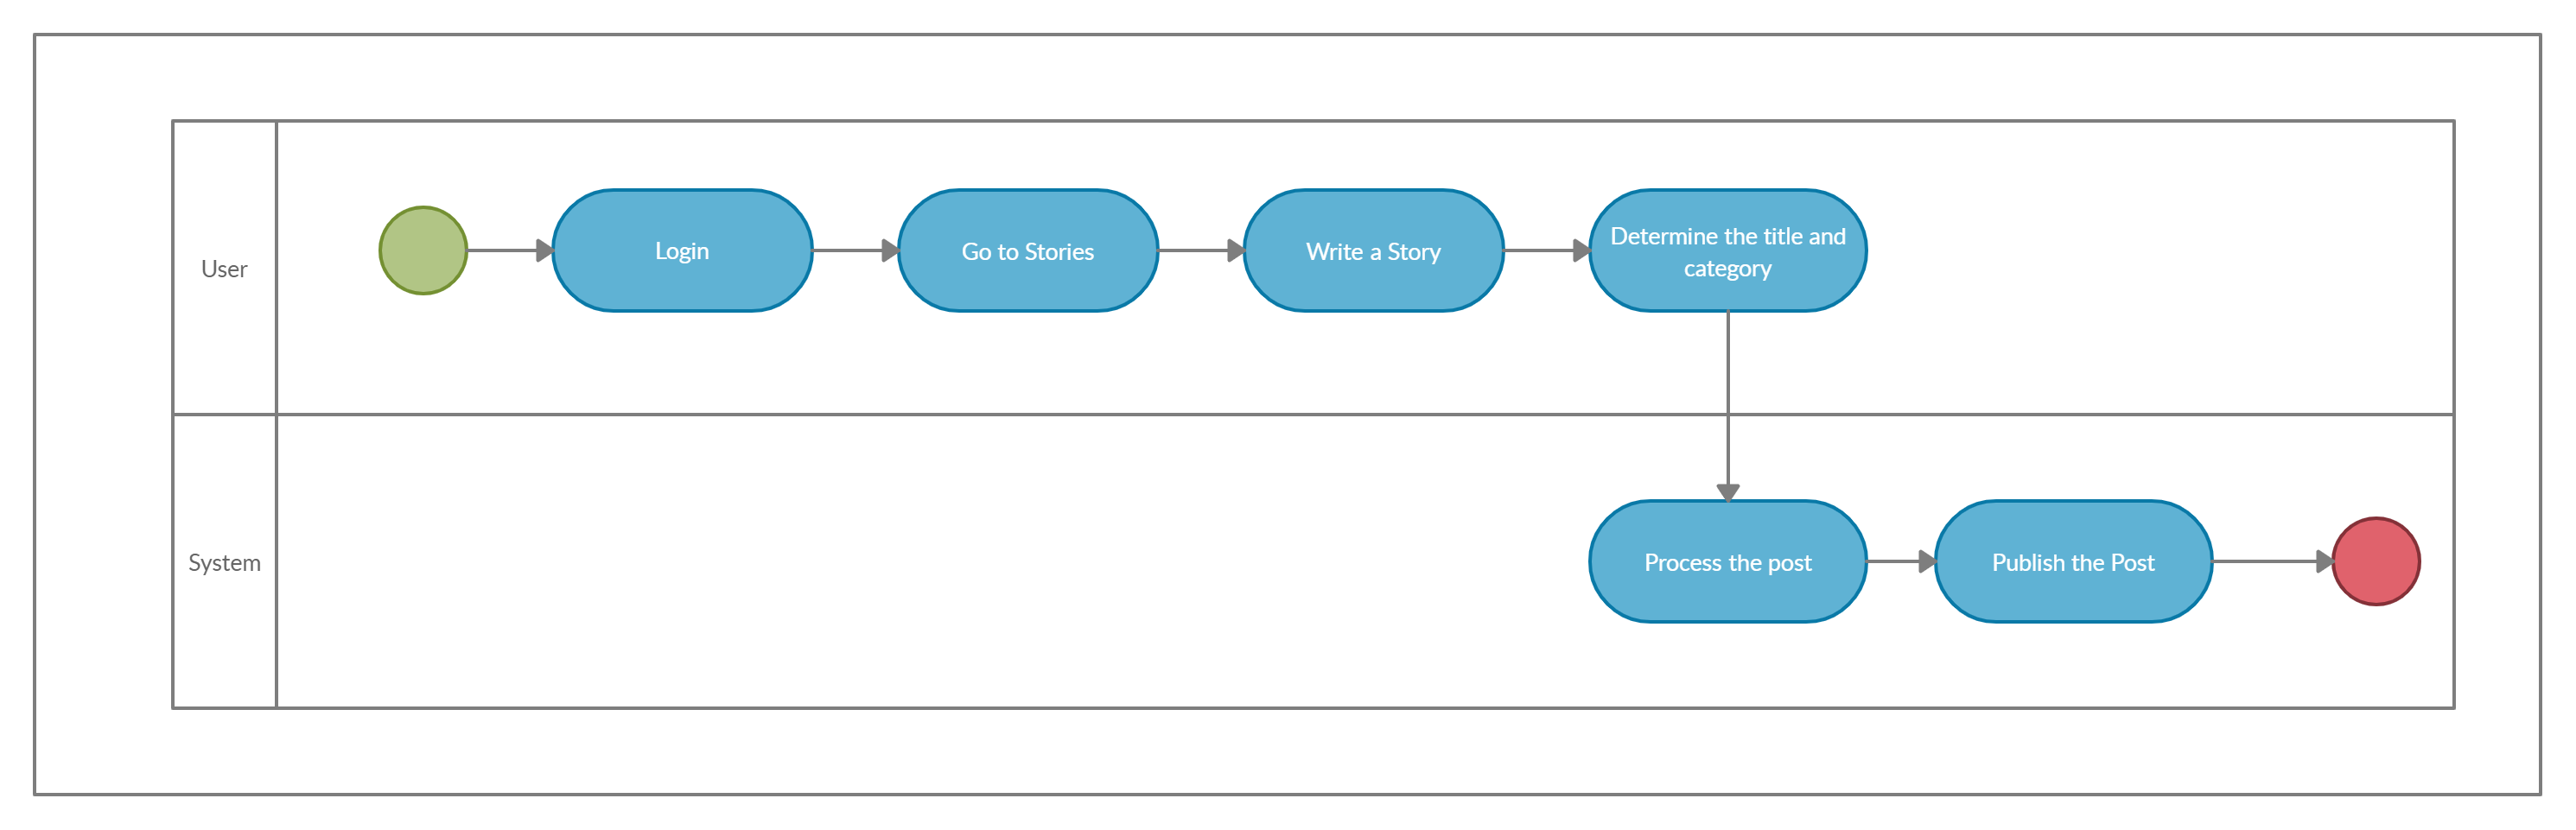 User
Login
Go to Stories
Write a Story
Determine the title and
category
System
Process the post
Publish the Post